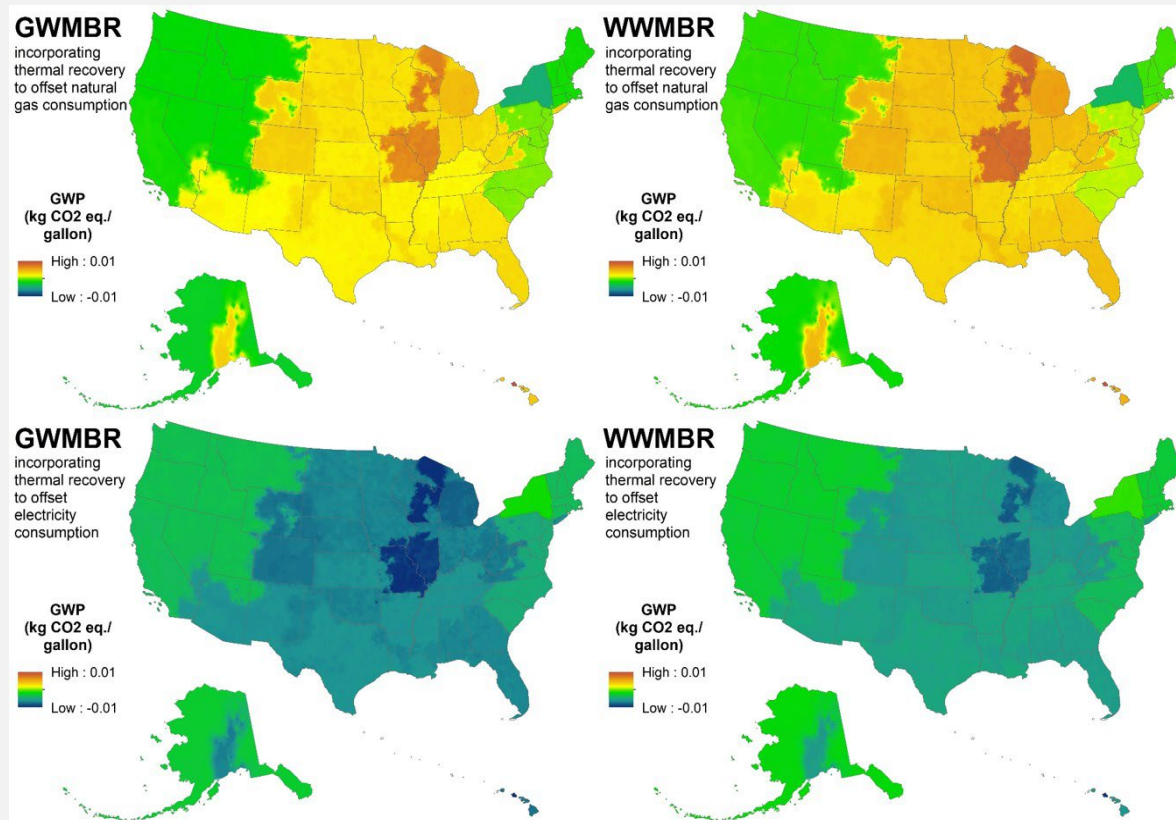 GWMBR
incorporating
thermal recovery
to offset natural
gas consumption
GWP
(kg CO2 eq./
gallon)
High : 0.01
Low : -0.01
WWMBR
incorporating
thermal recovery
to offset natural
gas consumption
GWP
(kg CO2 eq./
gallon)
High : 0.01
Low : -0.01
GWMBR
incorporating
thermal recovery
to offset
electricity
consumption
GWP
(kg CO2 eq./
gallon)
High : 0.01
Low : -0.01
WWMBR
incorporating
thermal recovery
to offset
electricity
consumption
GWP
(kg CO2 eq./
gallon)
High : 0.01
Low : -0.01